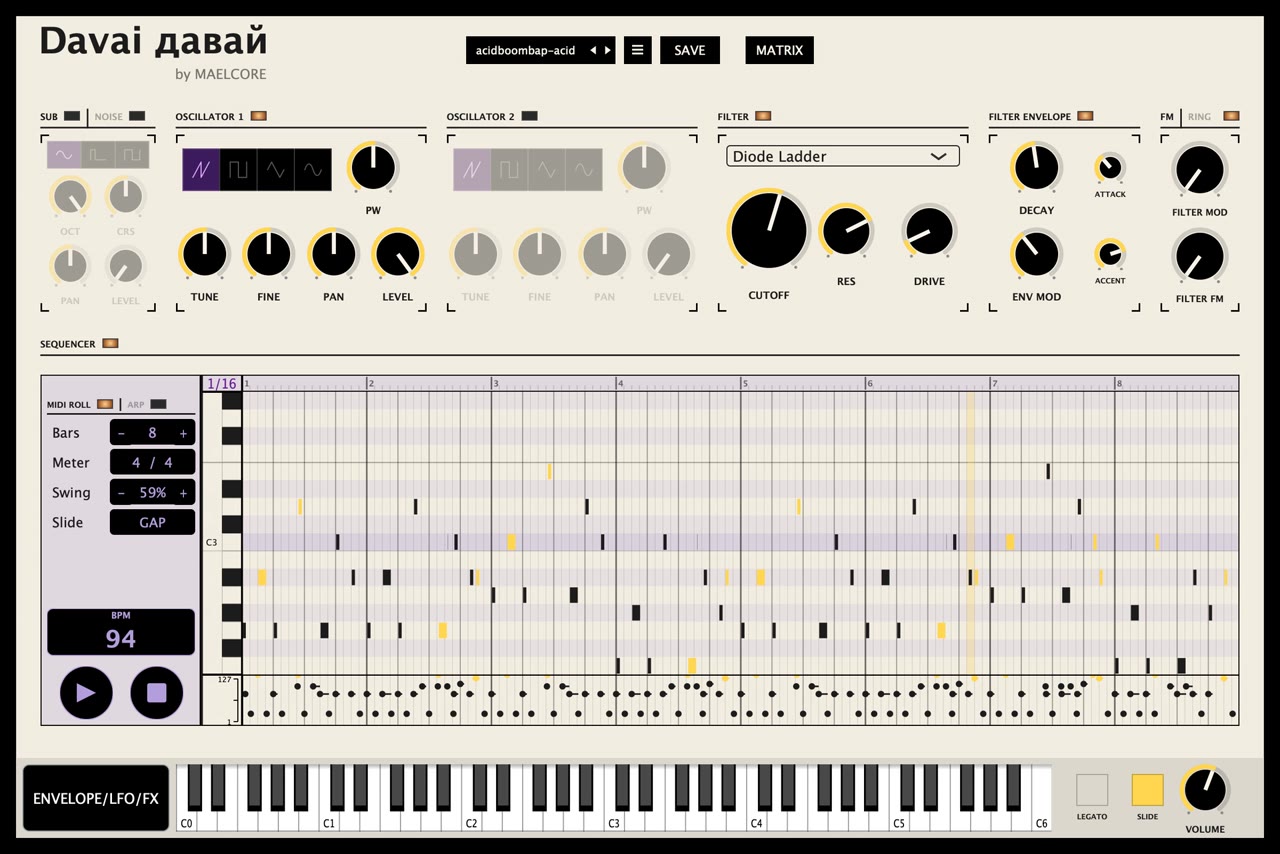 Davai давай
by MAELCORE
acidboombap-acid
SAVE
MATRIX
SUB
NOISE
OSCILLATOR 1
OSCILLATOR 2
FILTER
FILTER ENVELOPE
FM
RING
Diode Ladder
PW
PW
DECAY
ATTACK
FILTER MOD
OCT
CRS
PAN
LEVEL
TUNE
FINE
PAN
LEVEL
TUNE
FINE
PAN
LEVEL
CUTOFF
RES
DRIVE
ENV MOD
ACCENT
FILTER FM
SEQUENCER
1/16
1
2
3
4
5
6
7
8
MIDI ROLL
ARP
Bars
– 8 +
Meter
4 / 4
Swing
– 59% +
Slide
GAP
C3
BPM
94
127
1
ENVELOPE/LFO/FX
C0
C1
C2
C3
C4
C5
C6
LEGATO
SLIDE
VOLUME